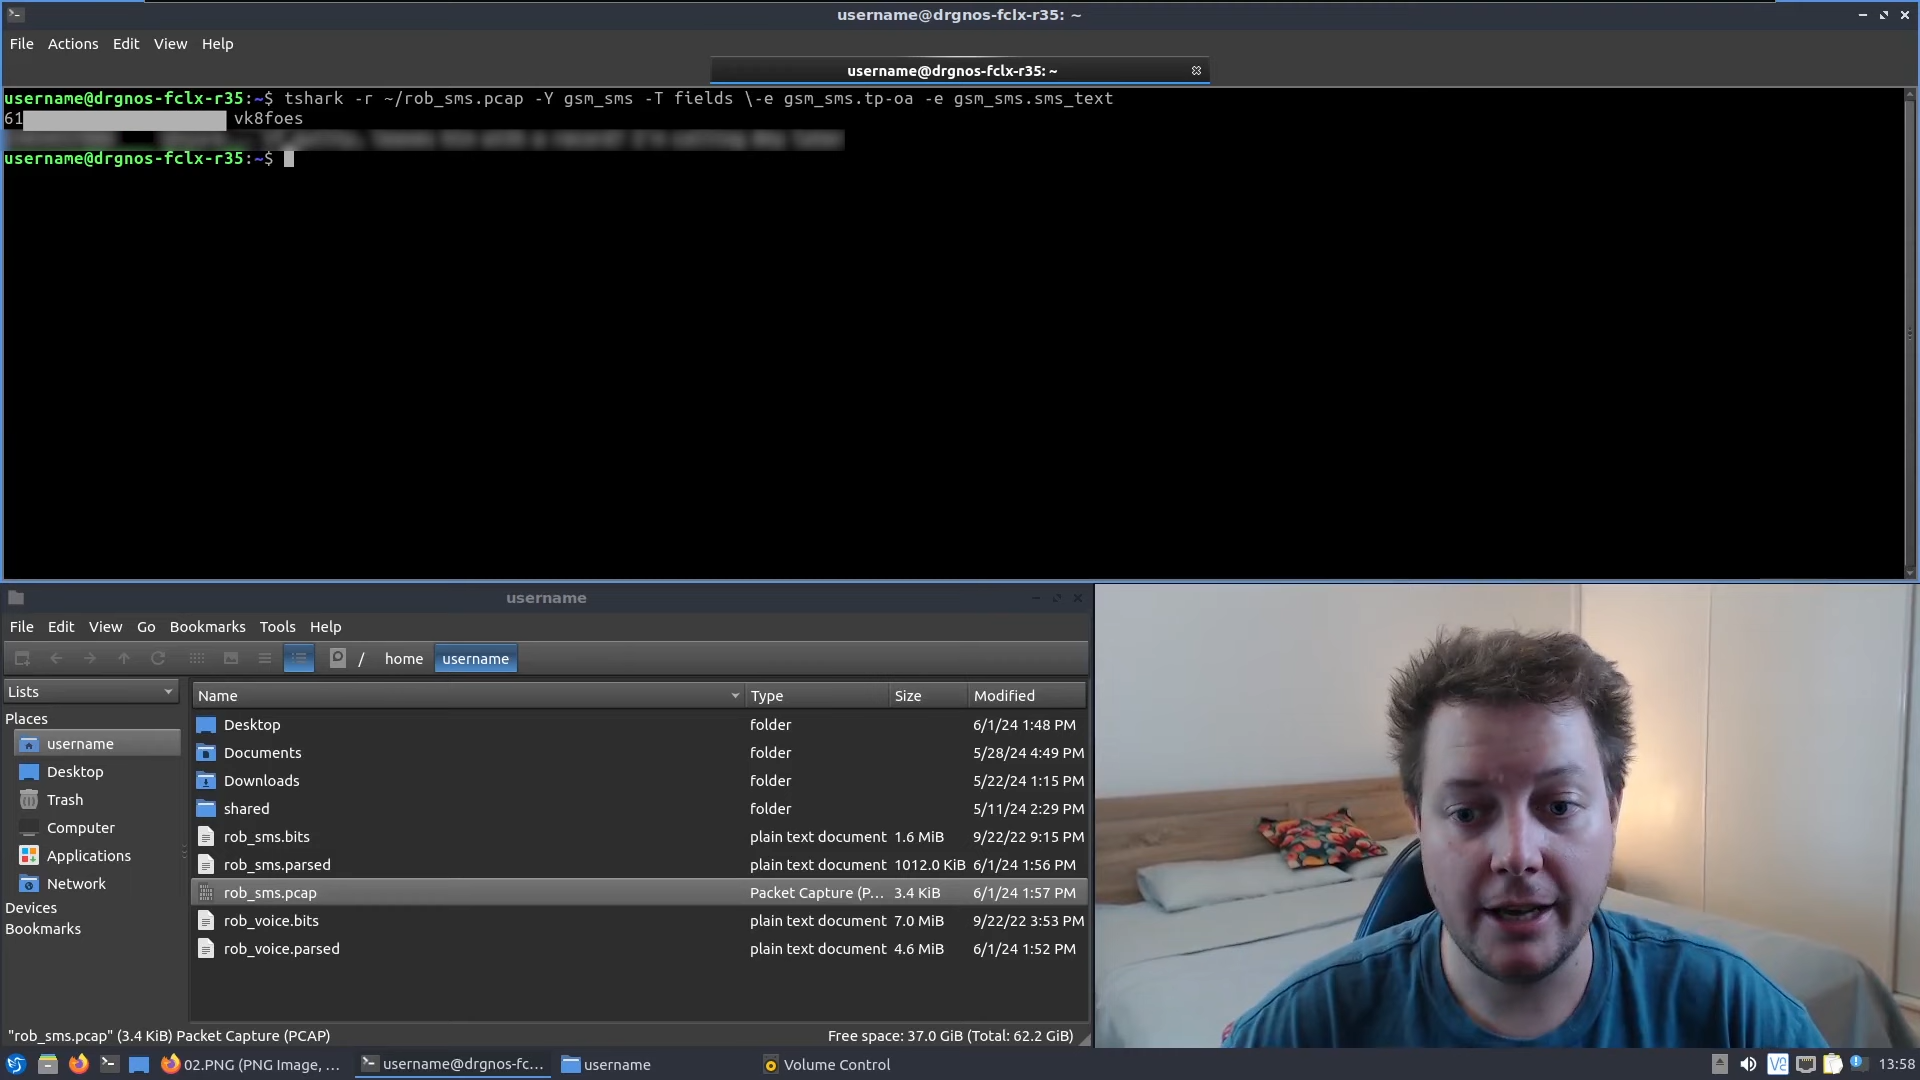 username@drgnos-fclx-r35: ~
File Actions Edit View Help
username@drgnos-fclx-r35: ~
username@drgnos-fclx-r35:~$ tshark -r ~/rob_sms.pcap -Y gsm_sms -T fields \-e gsm_sms.tp-oa -e gsm_sms.sms_text
61 vk8foes
username@drgnos-fclx-r35:~$
username
File Edit View Go Bookmarks Tools Help
/ home username
Lists
Places
username
Desktop
Trash
Computer
Applications
Network
Devices
Bookmarks
Name Type Size Modified
Desktop folder 6/1/24 1:48 PM
Documents folder 5/28/24 4:49 PM
Downloads folder 5/22/24 1:15 PM
shared folder 5/11/24 2:29 PM
rob_sms.bits plain text document 1.6 MiB 9/22/22 9:15 PM
rob_sms.parsed plain text document 1012.0 KiB 6/1/24 1:56 PM
rob_sms.pcap Packet Capture (P... 3.4 KiB 6/1/24 1:57 PM
rob_voice.bits plain text document 7.0 MiB 9/22/22 3:53 PM
rob_voice.parsed plain text document 4.6 MiB 6/1/24 1:52 PM
"rob_sms.pcap" (3.4 KiB) Packet Capture (PCAP) Free space: 37.0 GiB (Total: 62.2 GiB)
02.PNG (PNG Image, ... username@drgnos-fc... username Volume Control 13:58